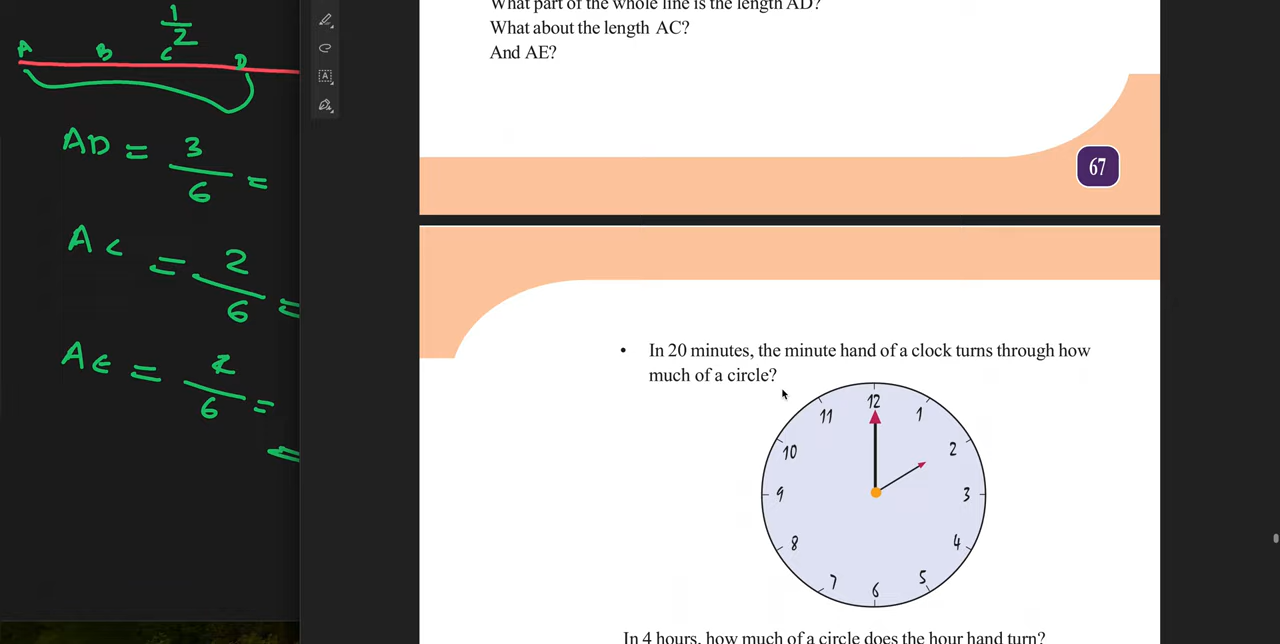 What part of the whole line is the length AD?
What about the length AC?
And AE?
67
1
2
A B C D
AD = 3
6 =
AC = 2
6 =
AE = 2
6 =
=
• In 20 minutes, the minute hand of a clock turns through how
much of a circle?
12
11 1
10 2
9 3
8 4
7 5
6
In 4 hours, how much of a circle does the hour hand turn?